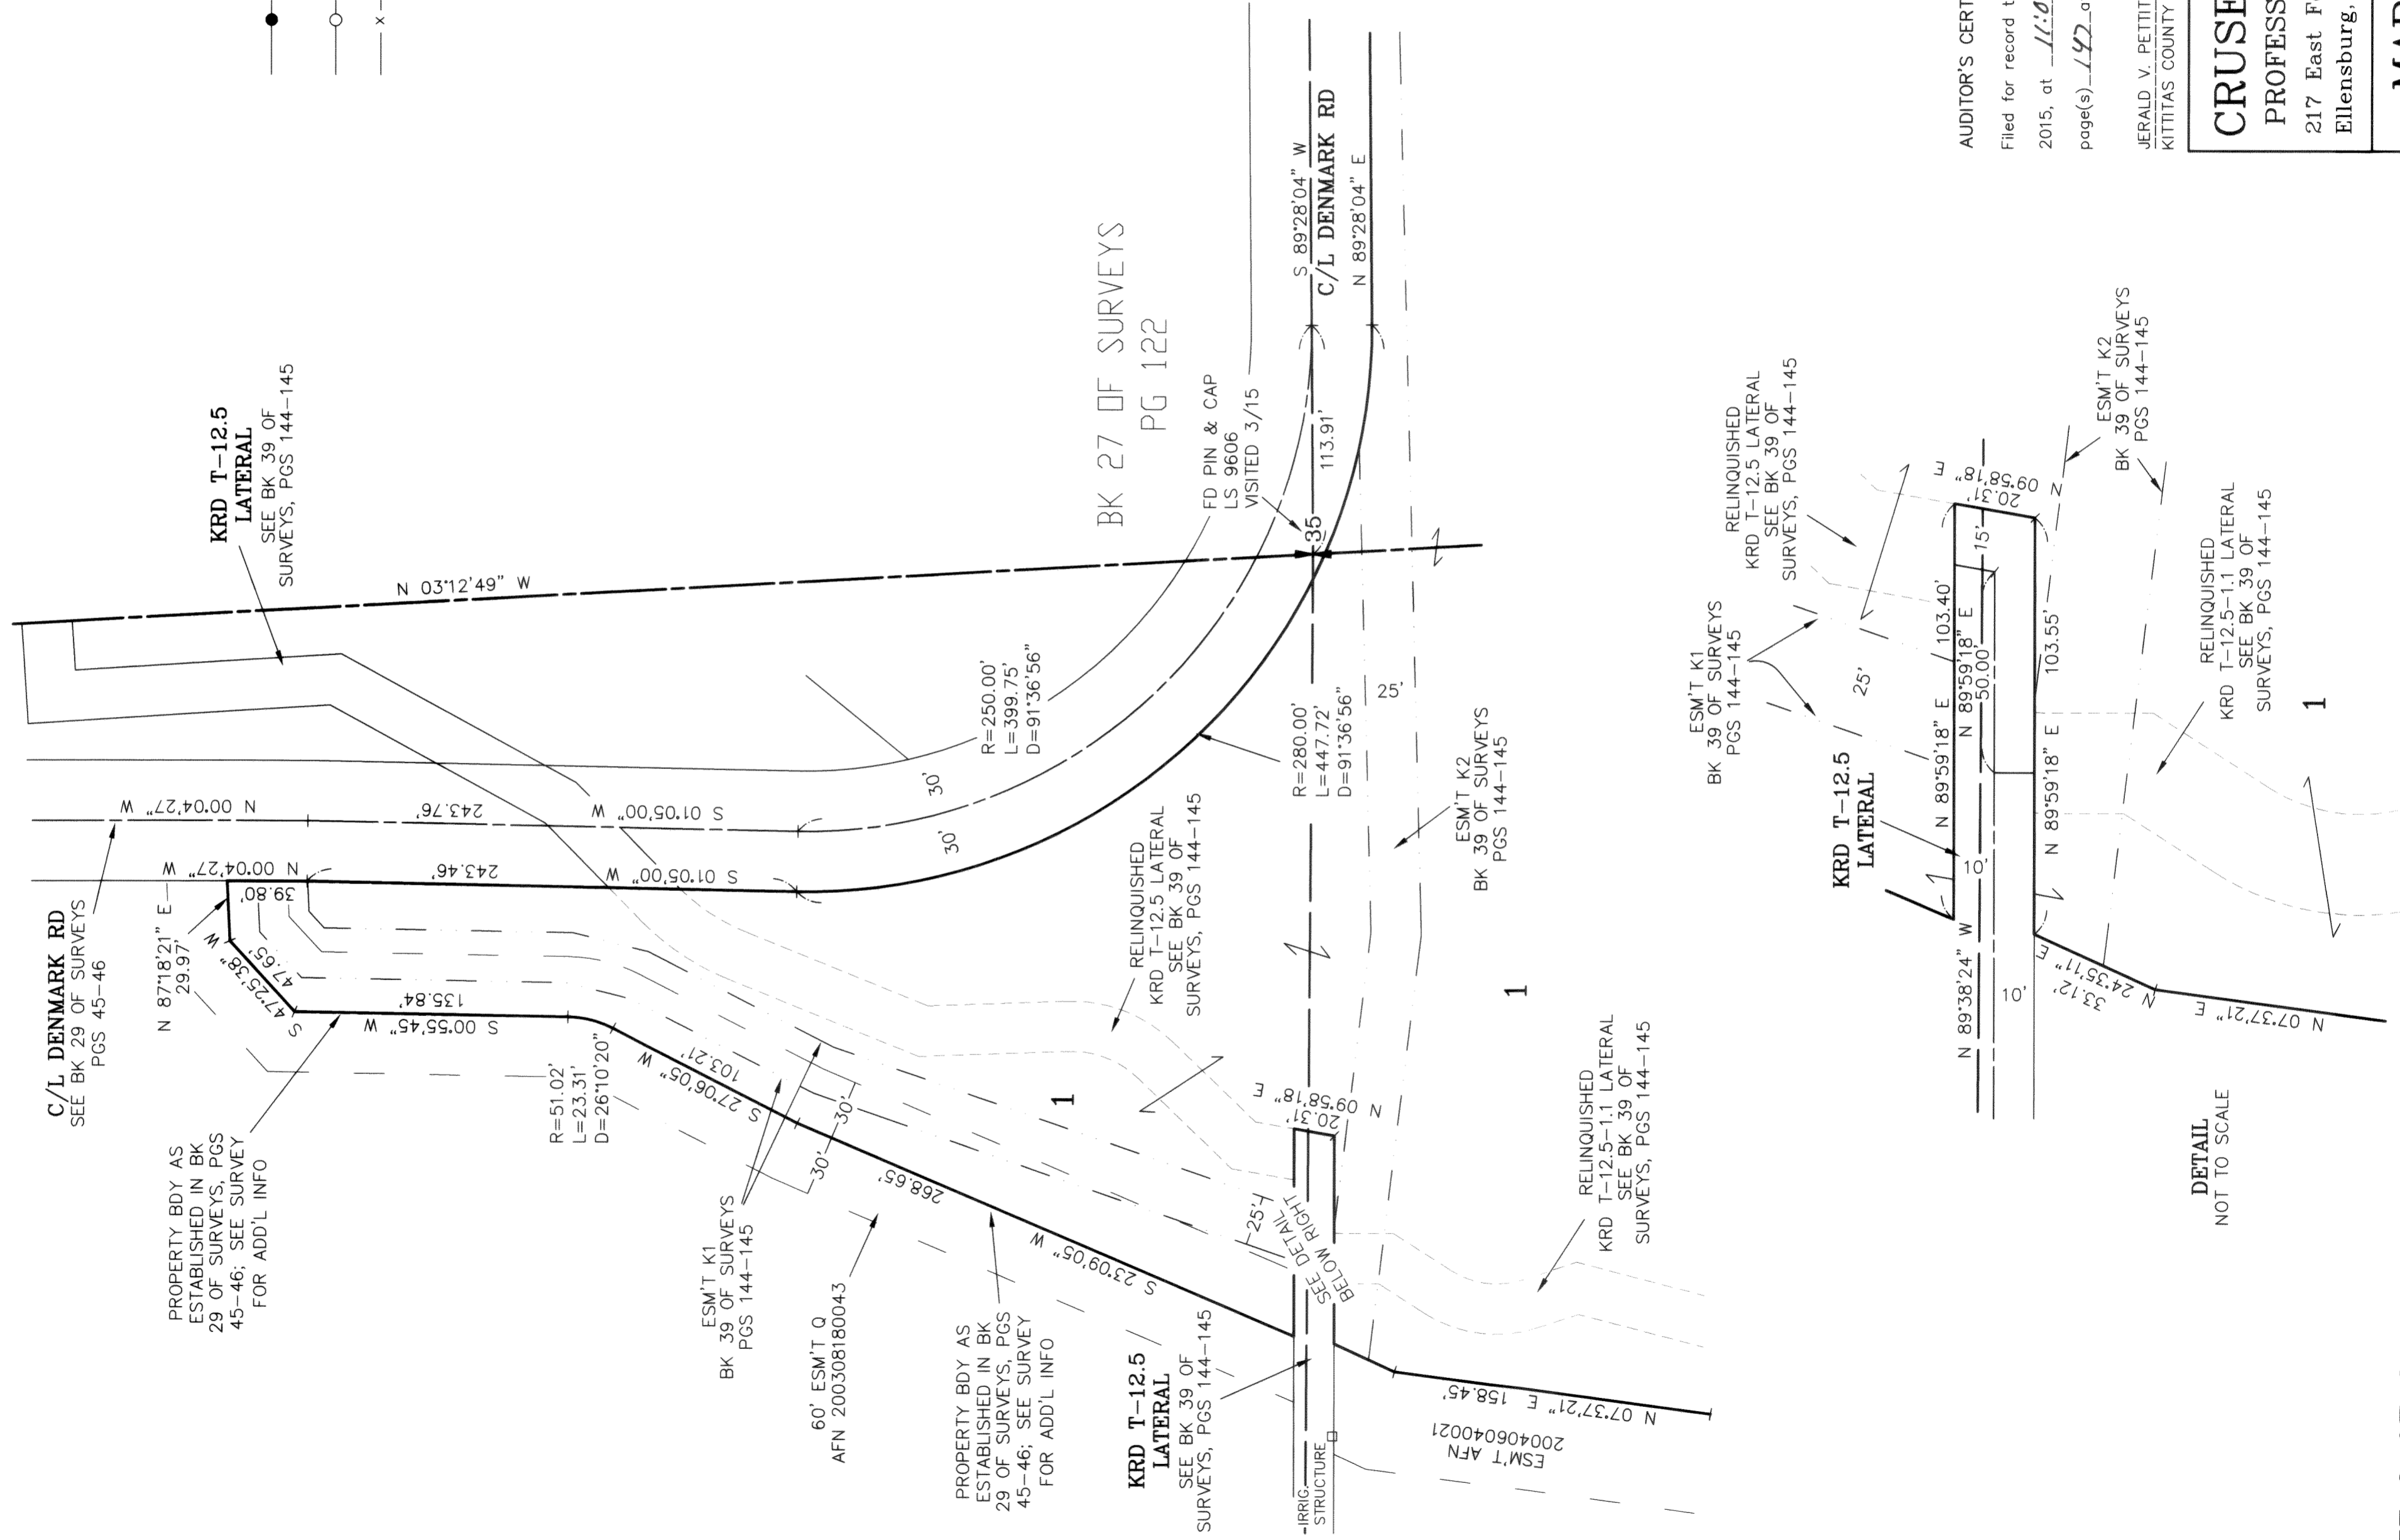 C/L DENMARK RD
SEE BK 29 OF SURVEYS
PGS 45-46
N 00°04'27" W
N 00°04'27" W
N 87°18'21" E
29.97'
39.80'
S 47°25'38" W
47.65'
S 00°55'45" W
135.84'
243.76'
S 01°05'00" W
243.46'
S 01°05'00" W
PROPERTY BDY AS
ESTABLISHED IN BK
29 OF SURVEYS, PGS
45-46; SEE SURVEY
FOR ADD'L INFO
R=51.02'
L=23.31'
D=26°10'20"
S 27°06'05" W
103.21'
KRD T-12.5
LATERAL
SEE BK 39 OF
SURVEYS, PGS 144-145
N 03°12'49" W
30'
30'
R=250.00'
L=399.75'
D=91°36'56"
BK 27 OF SURVEYS
PG 122
FD PIN & CAP
LS 9606
VISITED 3/15
S 89°28'04" W
C/L DENMARK RD
N 89°28'04" E
113.91'
35
R=280.00'
L=447.72'
D=91°36'56"
25'
ESM'T K2
BK 39 OF SURVEYS
PGS 144-145
RELINQUISHED
KRD T-12.5 LATERAL
SEE BK 39 OF
SURVEYS, PGS 144-145
ESM'T K1
BK 39 OF SURVEYS
PGS 144-145
30'
30'
60' ESM'T Q
AFN 200308180043
268.65'
S 23°09'05" W
PROPERTY BDY AS
ESTABLISHED IN BK
29 OF SURVEYS, PGS
45-46; SEE SURVEY
FOR ADD'L INFO
1
N 09°58'18" E
20.31'
25'
SEE DETAIL
BELOW RIGHT
KRD T-12.5
LATERAL
SEE BK 39 OF
SURVEYS, PGS 144-145
IRRIG.
STRUCTURE
1
RELINQUISHED
KRD T-12.5-1.1 LATERAL
SEE BK 39 OF
SURVEYS, PGS 144-145
N 07°37'21" E 158.45'
ESM'T AFN
200406040021
ESM'T K1
BK 39 OF SURVEYS
PGS 144-145
RELINQUISHED
KRD T-12.5 LATERAL
SEE BK 39 OF
SURVEYS, PGS 144-145
25'
KRD T-12.5
LATERAL
N 89°59'18" E 103.40'
N 89°59'18" E
50.00'
15'
N 09°58'18" E
20.31'
10'
N 89°38'24" W
10'
N 89°59'18" E 103.55'
N 24°35'11" E
33.12'
N 07°37'21" E
ESM'T K2
BK 39 OF SURVEYS
PGS 144-145
RELINQUISHED
KRD T-12.5-1.1 LATERAL
SEE BK 39 OF
SURVEYS, PGS 144-145
1
DETAIL
NOT TO SCALE
x
AUDITOR'S CERT
Filed for record t
2015, at 11:0
page(s) 142 a
JERALD V. PETTIT
KITTITAS COUNTY
CRUSE
PROFESS
217 East F
Ellensburg,